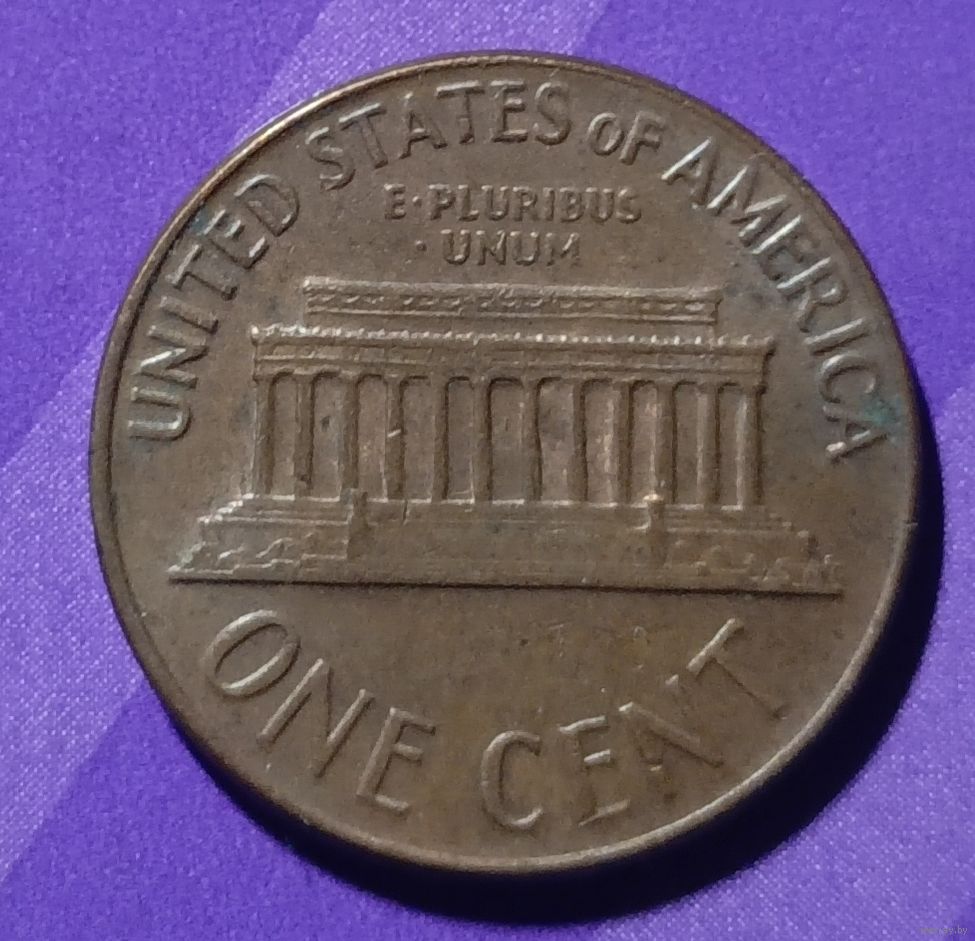 UNITED STATES OF AMERICA
E·PLURIBUS
·UNUM
ONE CENT